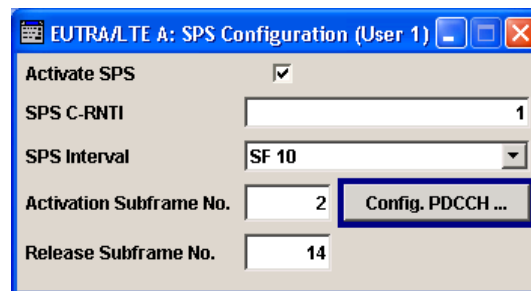 EUTRA/LTE A: SPS Configuration (User 1)
Activate SPS
SPS C-RNTI 1
SPS Interval SF 10
Activation Subframe No. 2 Config. PDCCH ...
Release Subframe No. 14